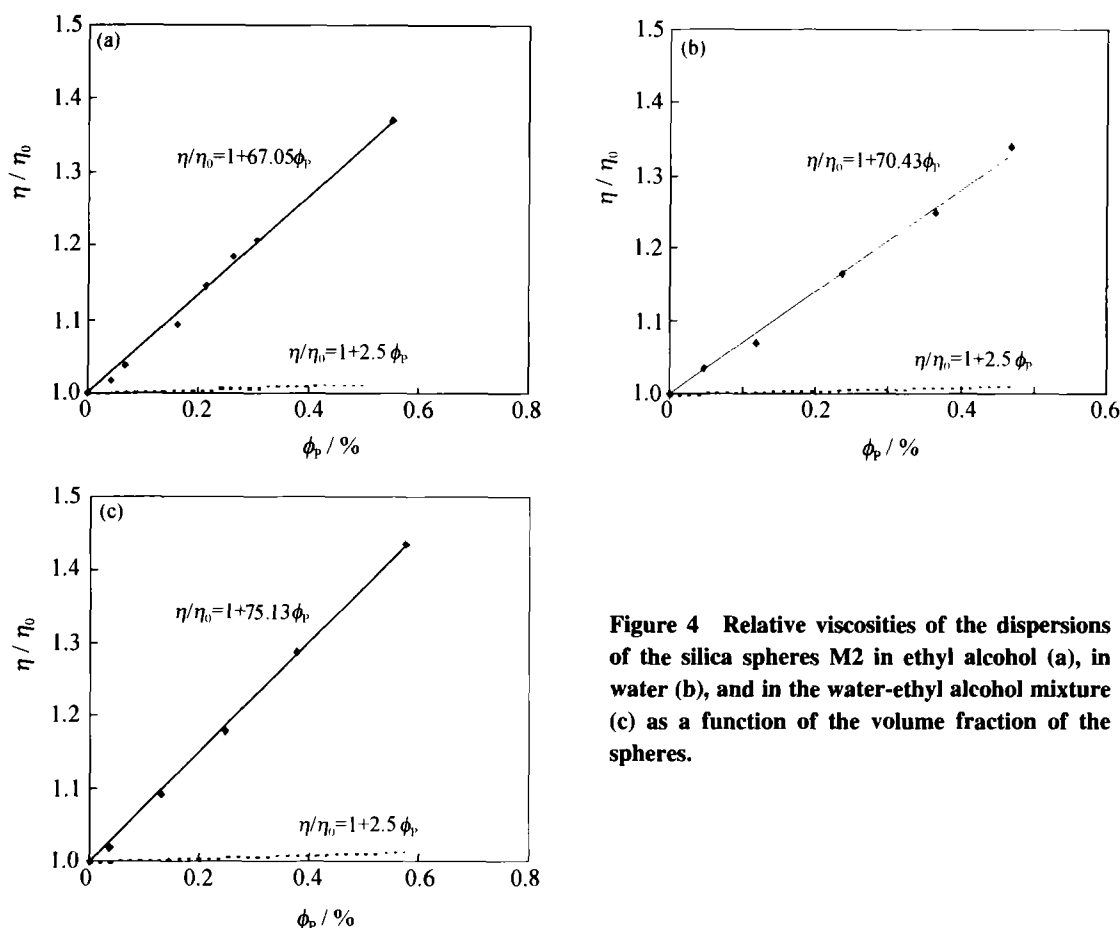 (a)
1.5
1.4
1.3
1.2
1.1
1.0
η / η₀
η/η₀=1+67.05φₚ
η/η₀=1+2.5 φₚ
0
0.2
0.4
0.6
0.8
φₚ / %
(b)
1.5
1.4
1.3
1.2
1.1
1.0
η / η₀
η/η₀=1+70.43φₚ
η/η₀=1+2.5 φₚ
0
0.2
0.4
0.6
φₚ / %
(c)
1.5
1.4
1.3
1.2
1.1
1.0
η / η₀
η/η₀=1+75.13φₚ
η/η₀=1+2.5 φₚ
0
0.2
0.4
0.6
0.8
φₚ / %
Figure 4 Relative viscosities of the dispersions
of the silica spheres M2 in ethyl alcohol (a), in
water (b), and in the water-ethyl alcohol mixture
(c) as a function of the volume fraction of the
spheres.